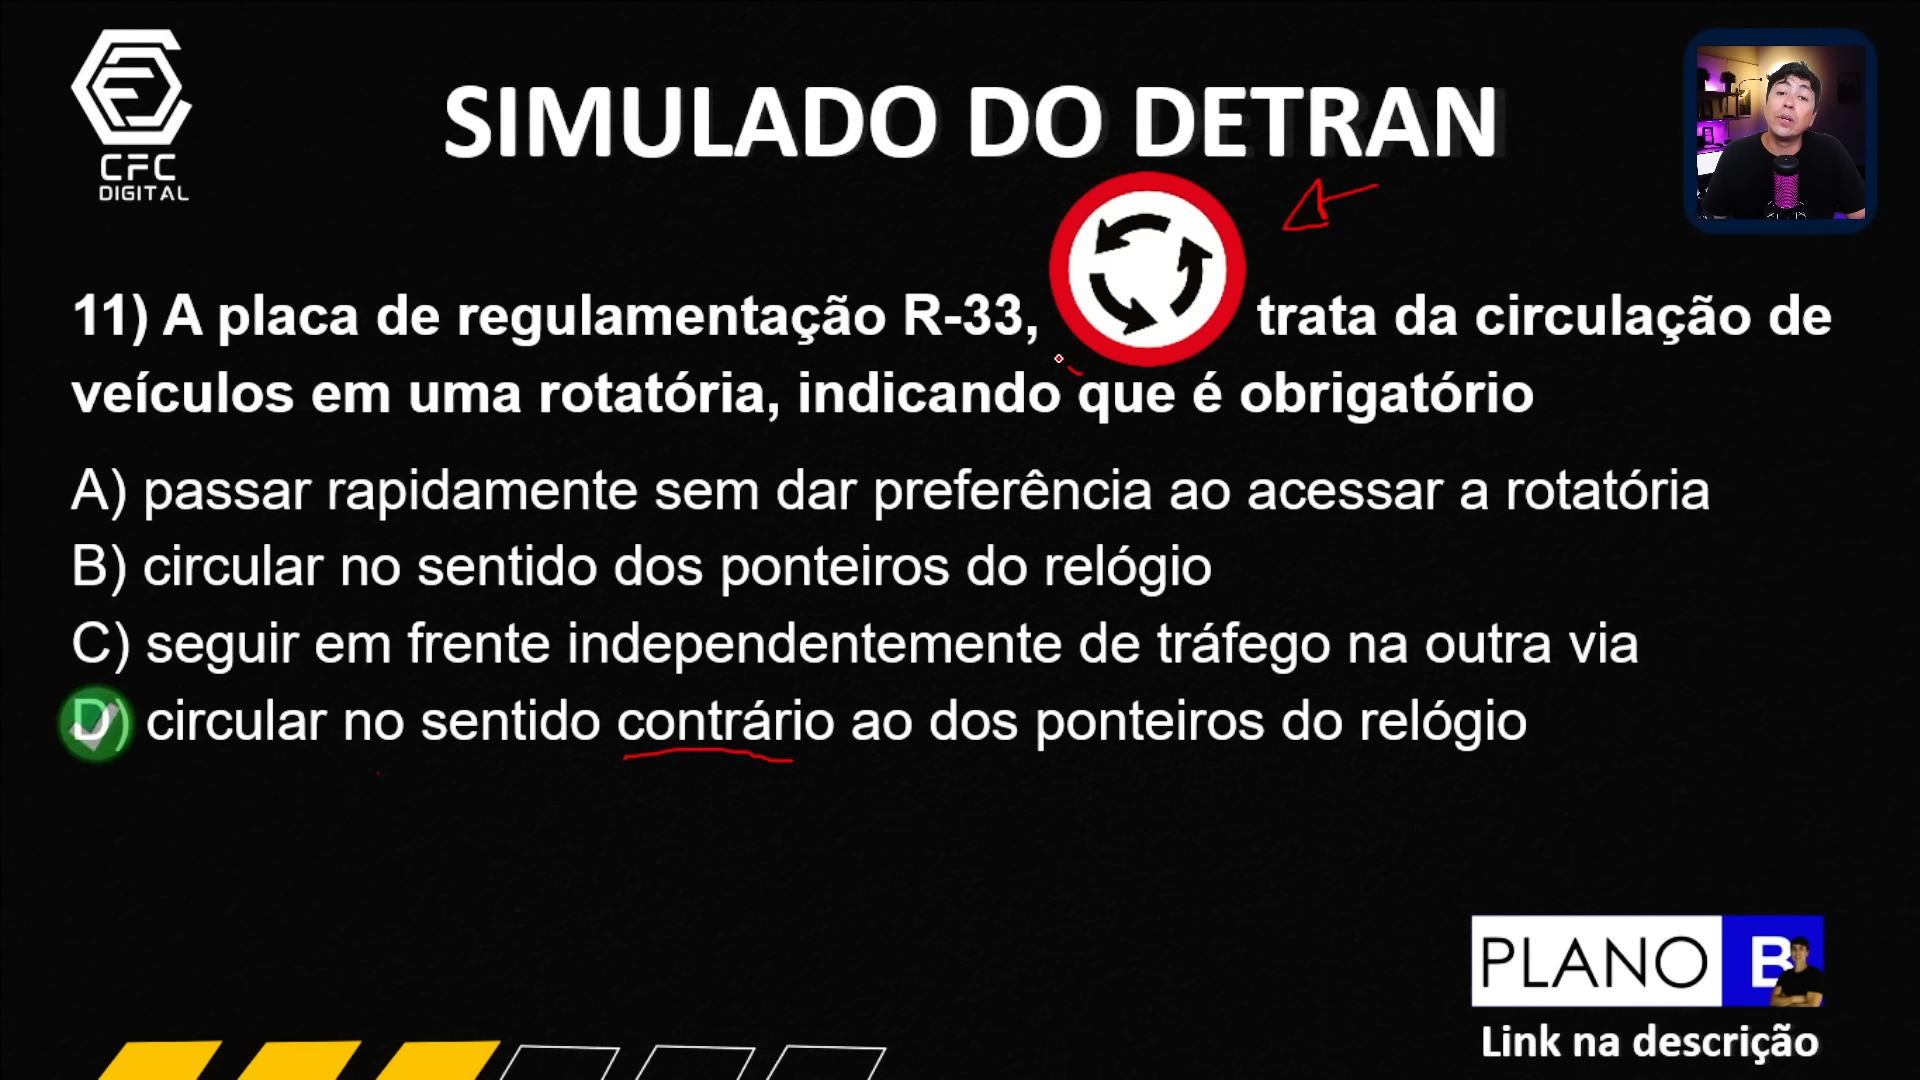 CFC
DIGITAL
SIMULADO DO DETRAN
11) A placa de regulamentação R-33, trata da circulação de
veículos em uma rotatória, indicando que é obrigatório
A) passar rapidamente sem dar preferência ao acessar a rotatória
B) circular no sentido dos ponteiros do relógio
C) seguir em frente independentemente de tráfego na outra via
D) circular no sentido contrário ao dos ponteiros do relógio
PLANO B
Link na descrição